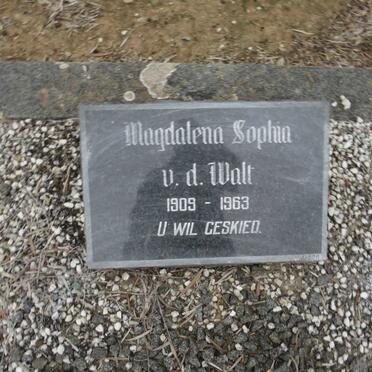 Magdalena Sophia
v. d. Walt
1909 - 1963
U WIL GESKIED.